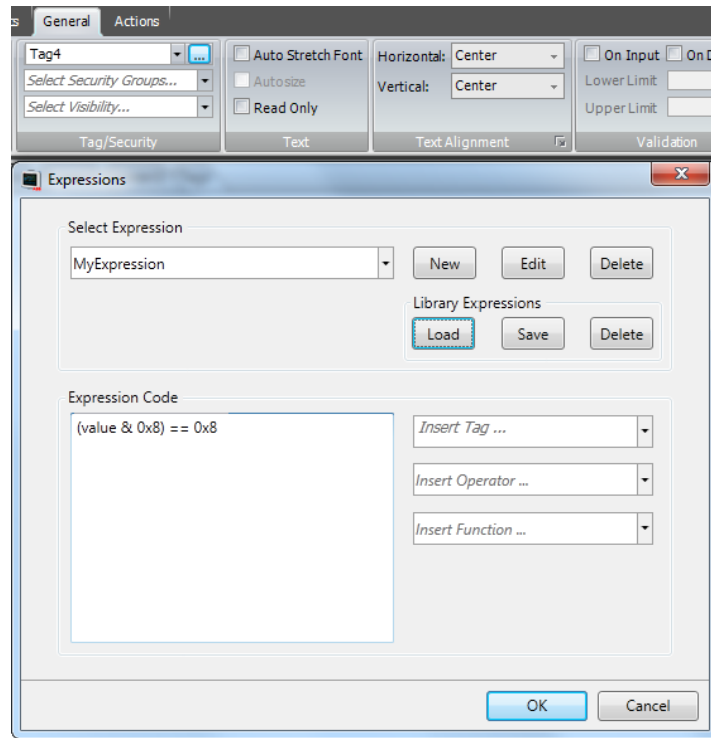 s General Actions
Tag4 ...
Select Security Groups...
Select Visibility...
Tag/Security
Auto Stretch Font
Autosize
Read Only
Text
Horizontal: Center
Vertical: Center
Text Alignment
On Input On D
Lower Limit
Upper Limit
Validation
Expressions
Select Expression
MyExpression
New Edit Delete
Library Expressions
Load Save Delete
Expression Code
(value & 0x8) == 0x8
Insert Tag ...
Insert Operator ...
Insert Function ...
OK Cancel